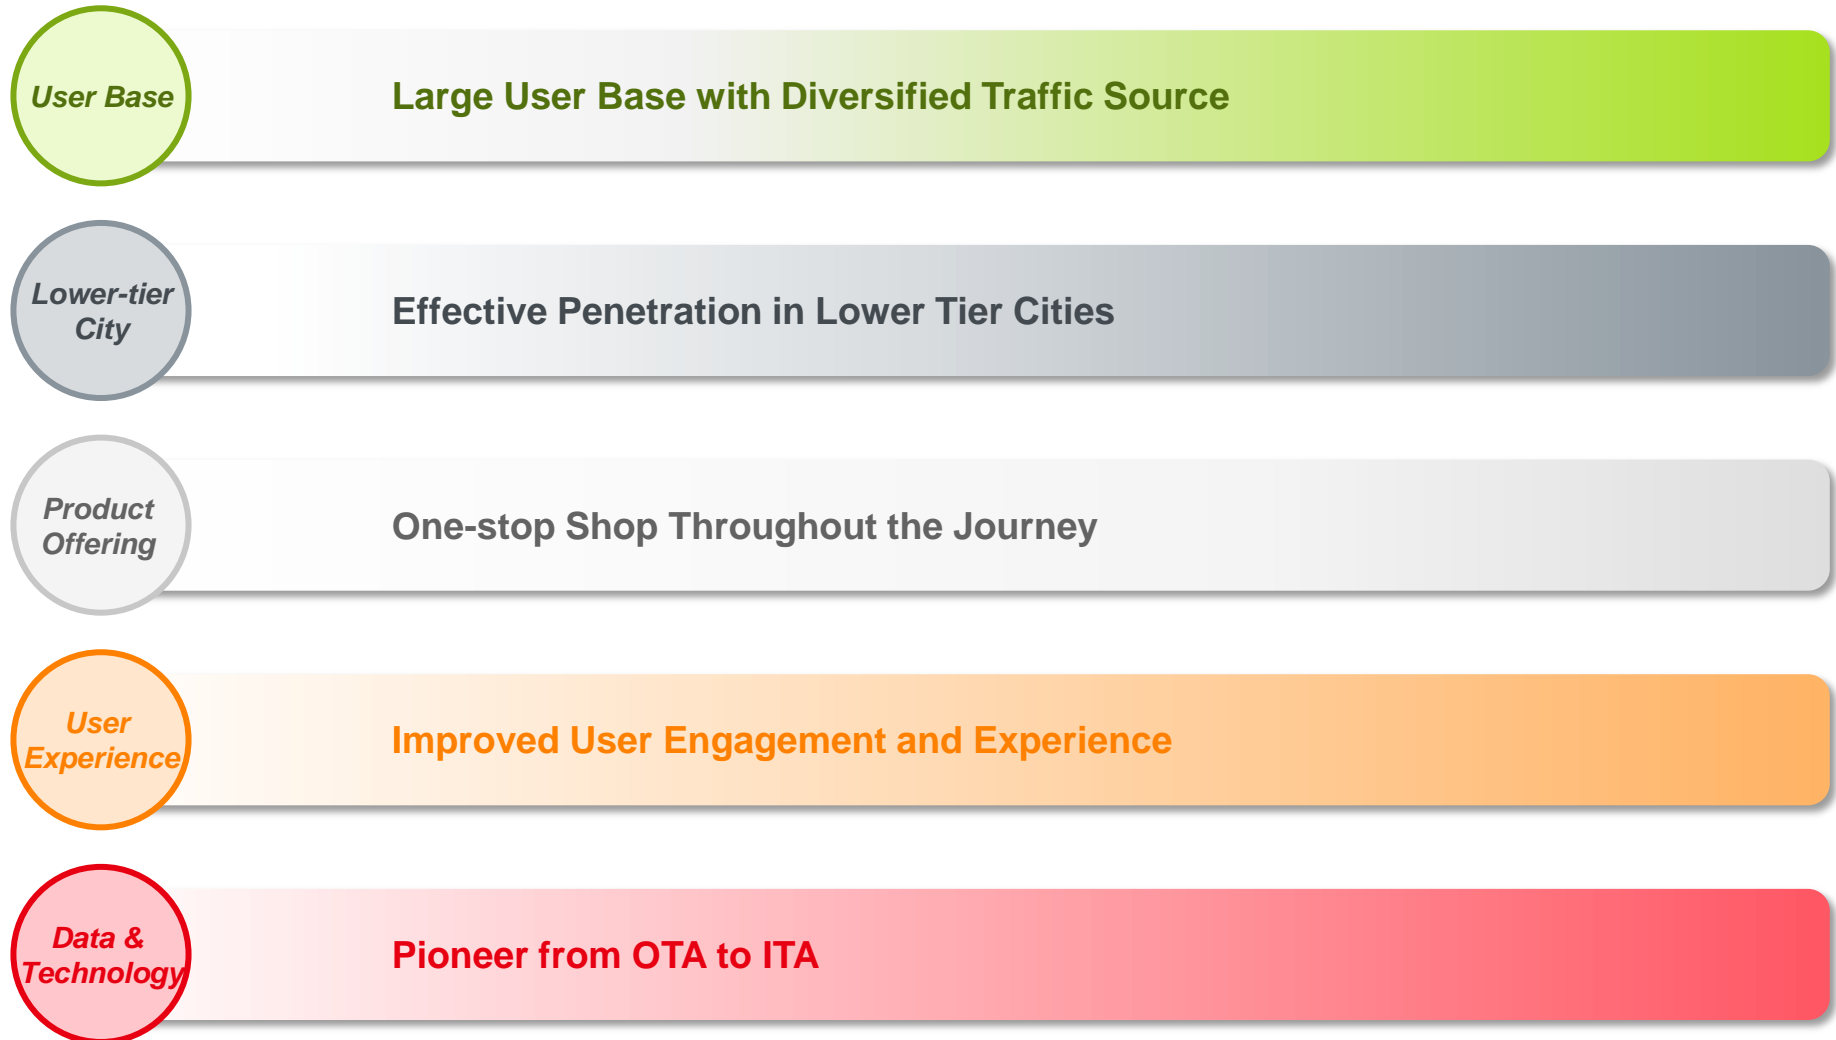 User Base
Large User Base with Diversified Traffic Source
Lower-tier
City
Effective Penetration in Lower Tier Cities
Product
Offering
One-stop Shop Throughout the Journey
User
Experience
Improved User Engagement and Experience
Data &
Technology
Pioneer from OTA to ITA